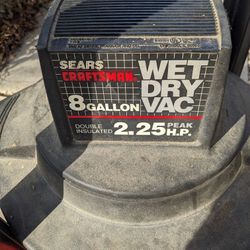 SEARS
CRAFTSMAN
WET
DRY
VAC
8 GALLON
DOUBLE
INSULATED
2.25 PEAK
H.P.